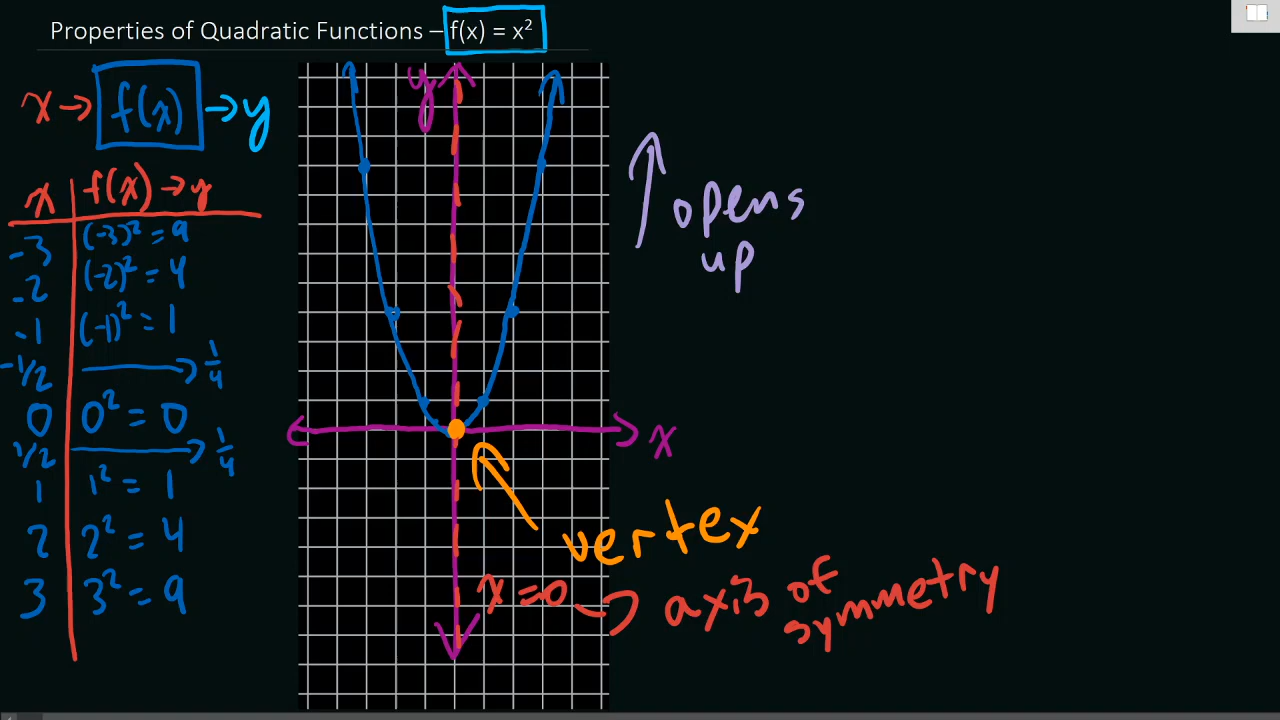 Properties of Quadratic Functions – f(x) = x²
x → f(x) → y
x f(x) → y
-3 (-3)² = 9
-2 (-2)² = 4
-1 (-1)² = 1
-1/2 → 1/4
0 0² = 0
1/2 → 1/4
1 1² = 1
2 2² = 4
3 3² = 9
y
x
opens
up
vertex
x = 0 → axis of
symmetry